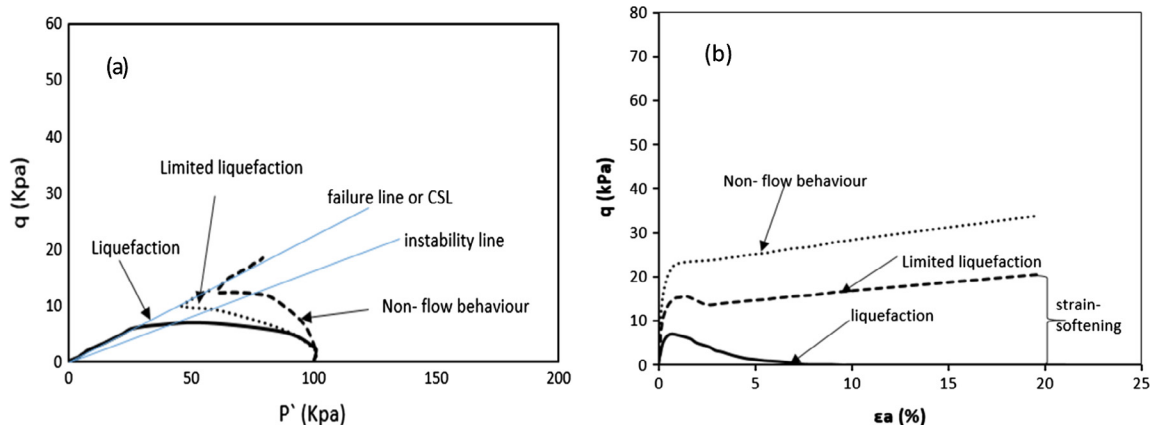 (a)
q (Kpa)
60
50
40
30
20
10
0
Limited liquefaction
failure line or CSL
Liquefaction
instability line
Non- flow behaviour
0
50
100
150
200
P` (Kpa)
(b)
q (kPa)
80
70
60
50
40
30
20
10
0
Non- flow behaviour
Limited liquefaction
liquefaction
strain-
softening
0
5
10
15
20
25
εa (%)